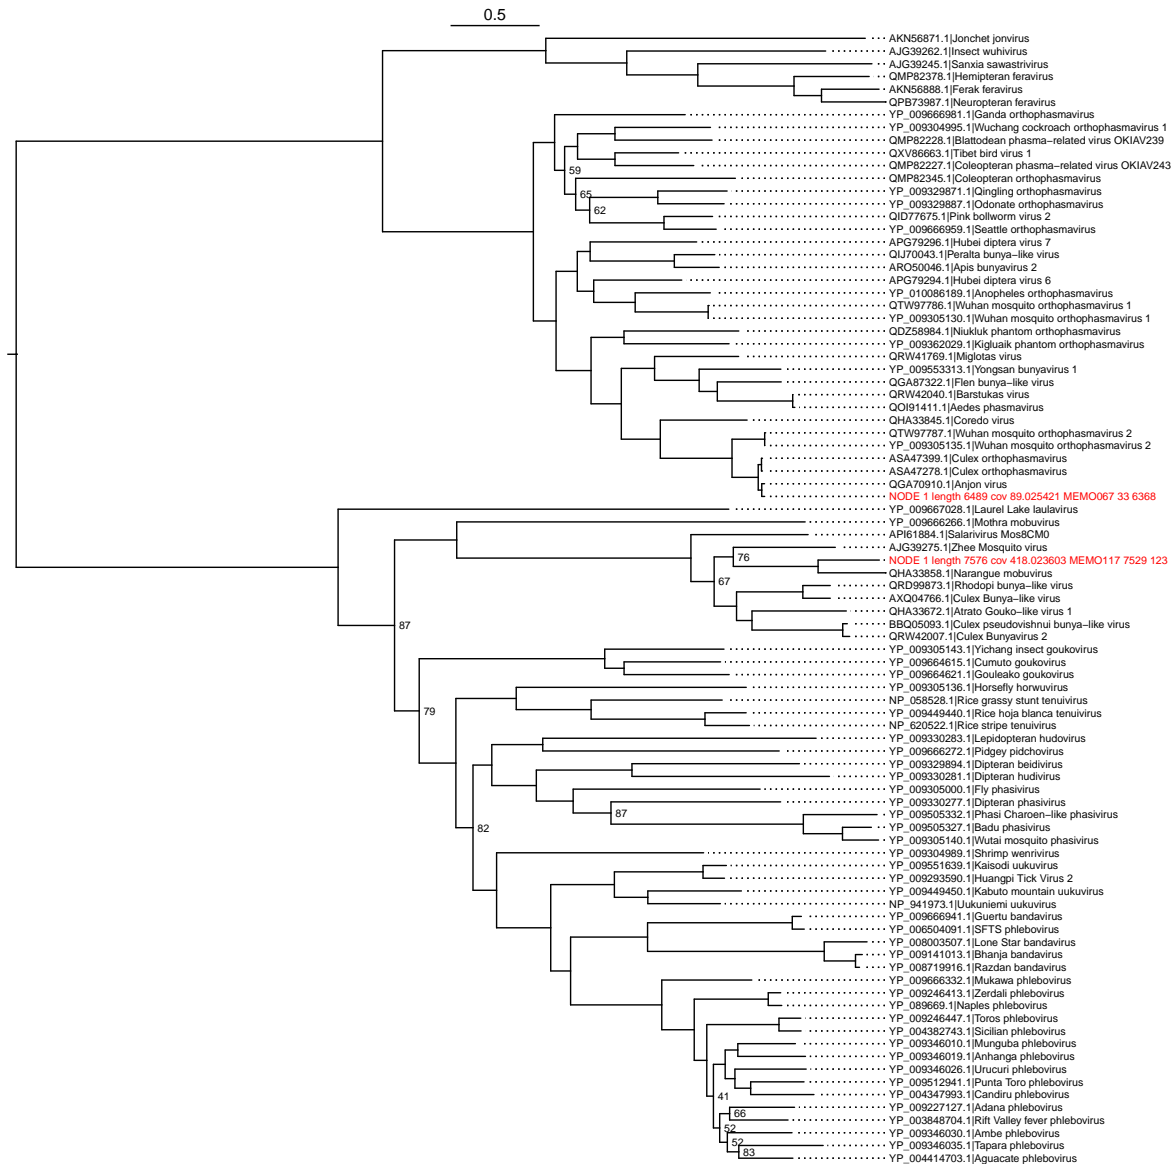 0.5
AKN56871.1|Jonchet jonvirus
AJG39262.1|Insect wuhivirus
AJG39245.1|Sanxia sawastrivirus
QMP82378.1|Hemipteran feravirus
AKN56888.1|Ferak feravirus
QPB73987.1|Neuropteran feravirus
YP_009666981.1|Ganda orthophasmavirus
YP_009304995.1|Wuchang cockroach orthophasmavirus 1
QMP82228.1|Blattodean phasma−related virus OKIAV239
QXV86663.1|Tibet bird virus 1
QMP82227.1|Coleopteran phasma−related virus OKIAV243
59
QMP82345.1|Coleopteran orthophasmavirus
65
YP_009329871.1|Qingling orthophasmavirus
YP_009329887.1|Odonate orthophasmavirus
62
QID77675.1|Pink bollworm virus 2
YP_009666959.1|Seattle orthophasmavirus
APG79296.1|Hubei diptera virus 7
QIJ70043.1|Peralta bunya−like virus
ARO50046.1|Apis bunyavirus 2
APG79294.1|Hubei diptera virus 6
YP_010086189.1|Anopheles orthophasmavirus
QTW97786.1|Wuhan mosquito orthophasmavirus 1
YP_009305130.1|Wuhan mosquito orthophasmavirus 1
QDZ58984.1|Niukluk phantom orthophasmavirus
YP_009362029.1|Kigluaik phantom orthophasmavirus
QRW41769.1|Miglotas virus
YP_009553313.1|Yongsan bunyavirus 1
QGA87322.1|Flen bunya−like virus
QRW42040.1|Barstukas virus
QOI91411.1|Aedes phasmavirus
QHA33845.1|Coredo virus
QTW97787.1|Wuhan mosquito orthophasmavirus 2
YP_009305135.1|Wuhan mosquito orthophasmavirus 2
ASA47399.1|Culex orthophasmavirus
ASA47278.1|Culex orthophasmavirus
QGA70910.1|Anjon virus
NODE 1 length 6489 cov 89.025421 MEMO067 33 6368
YP_009667028.1|Laurel Lake laulavirus
YP_009666266.1|Mothra mobuvirus
API61884.1|Salarivirus Mos8CM0
AJG39275.1|Zhee Mosquito virus
76
NODE 1 length 7576 cov 418.023603 MEMO117 7529 123
QHA33858.1|Narangue mobuvirus
67
QRD99873.1|Rhodopi bunya−like virus
AXQ04766.1|Culex Bunya−like virus
QHA33672.1|Atrato Gouko−like virus 1
BBQ05093.1|Culex pseudovishnui bunya−like virus
87
QRW42007.1|Culex Bunyavirus 2
YP_009305143.1|Yichang insect goukovirus
YP_009664615.1|Cumuto goukovirus
YP_009664621.1|Gouleako goukovirus
YP_009305136.1|Horsefly horwuvirus
NP_058528.1|Rice grassy stunt tenuivirus
79
YP_009449440.1|Rice hoja blanca tenuivirus
NP_620522.1|Rice stripe tenuivirus
YP_009330283.1|Lepidopteran hudovirus
YP_009666272.1|Pidgey pidchovirus
YP_009329894.1|Dipteran beidivirus
YP_009330281.1|Dipteran hudivirus
YP_009305000.1|Fly phasivirus
YP_009330277.1|Dipteran phasivirus
87
YP_009505332.1|Phasi Charoen−like phasivirus
82
YP_009505327.1|Badu phasivirus
YP_009305140.1|Wutai mosquito phasivirus
YP_009304989.1|Shrimp wenrivirus
YP_009551639.1|Kaisodi uukuvirus
YP_009293590.1|Huangpi Tick Virus 2
YP_009449450.1|Kabuto mountain uukuvirus
NP_941973.1|Uukuniemi uukuvirus
YP_009666941.1|Guertu bandavirus
YP_006504091.1|SFTS phlebovirus
YP_008003507.1|Lone Star bandavirus
YP_009141013.1|Bhanja bandavirus
YP_008719916.1|Razdan bandavirus
YP_009666332.1|Mukawa phlebovirus
YP_009246413.1|Zerdali phlebovirus
YP_089669.1|Naples phlebovirus
YP_009246447.1|Toros phlebovirus
YP_004382743.1|Sicilian phlebovirus
YP_009346010.1|Munguba phlebovirus
YP_009346019.1|Anhanga phlebovirus
YP_009346026.1|Urucuri phlebovirus
YP_009512941.1|Punta Toro phlebovirus
YP_004347993.1|Candiru phlebovirus
41
YP_009227127.1|Adana phlebovirus
66
YP_003848704.1|Rift Valley fever phlebovirus
52
YP_009346030.1|Ambe phlebovirus
52
YP_009346035.1|Tapara phlebovirus
83
YP_004414703.1|Aguacate phlebovirus